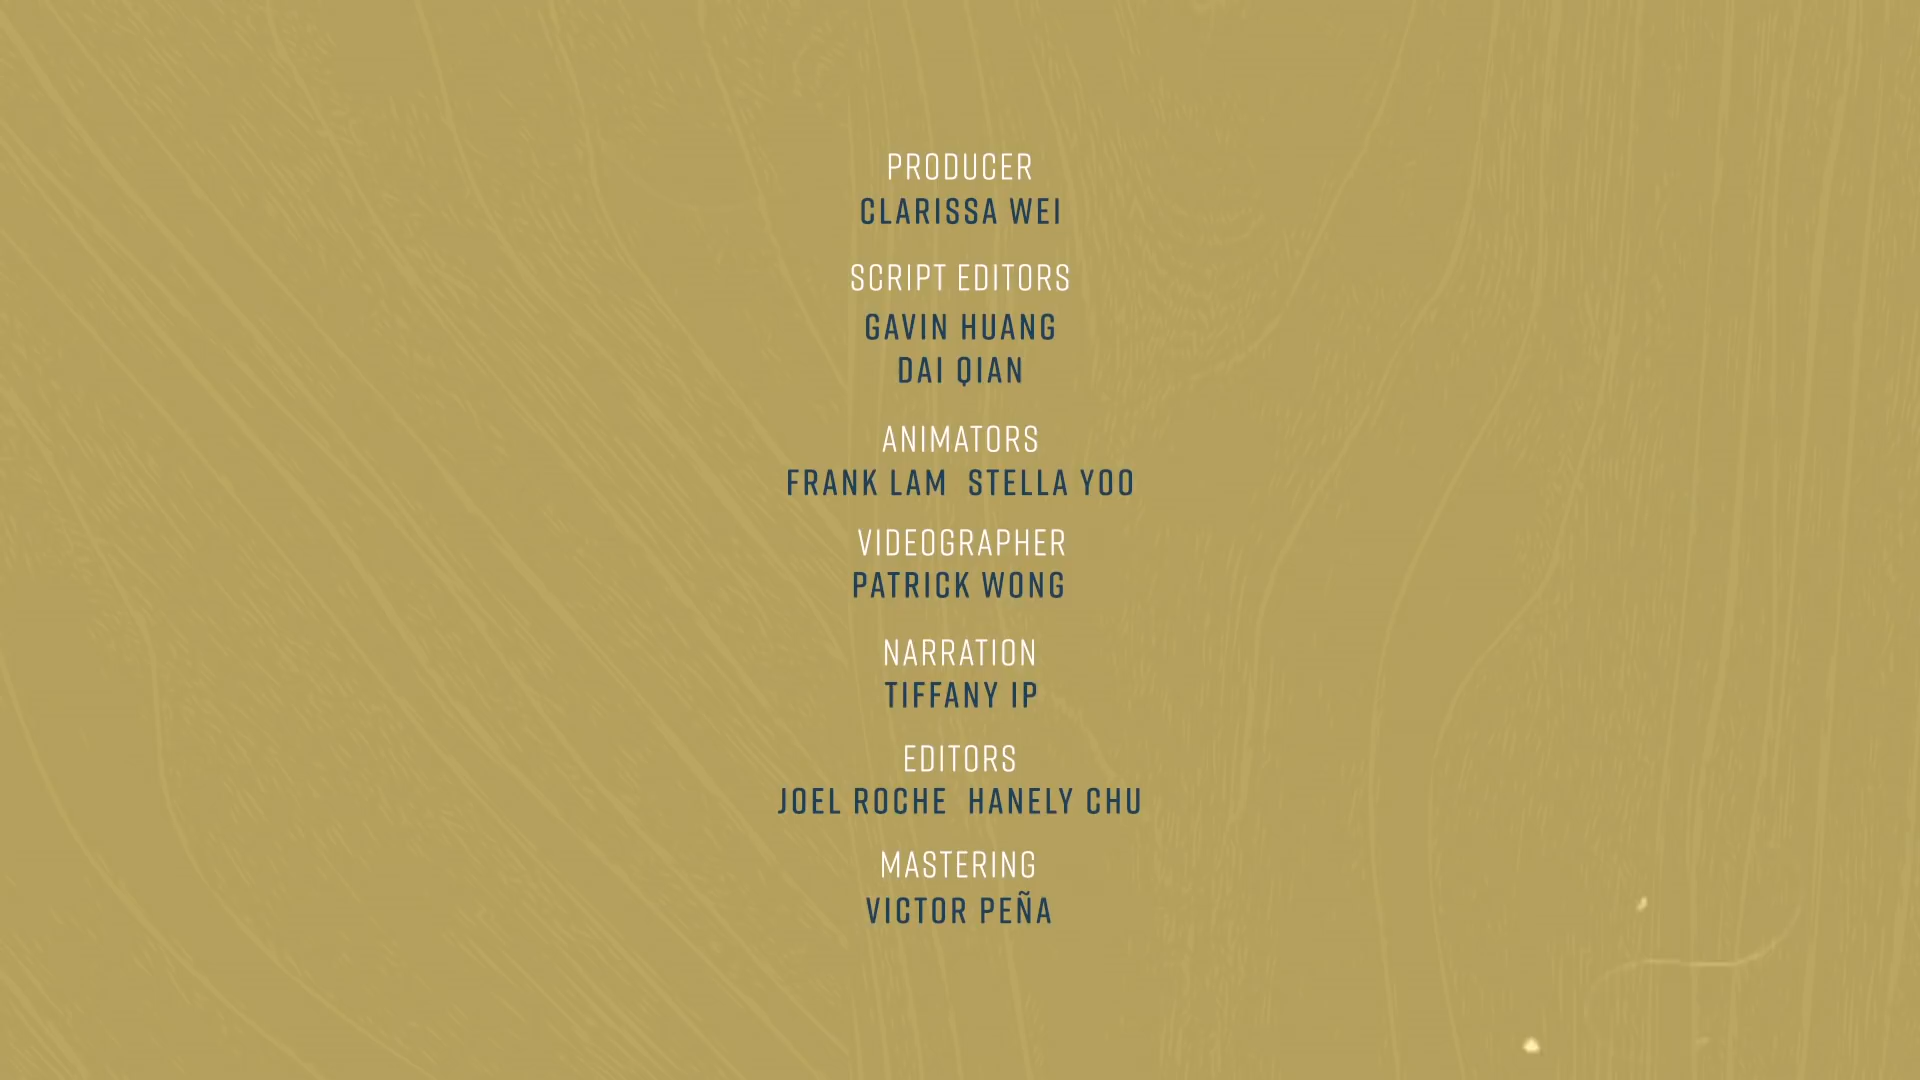 PRODUCER
CLARISSA WEI
SCRIPT EDITORS
GAVIN HUANG
DAI QIAN
ANIMATORS
FRANK LAM STELLA YOO
VIDEOGRAPHER
PATRICK WONG
NARRATION
TIFFANY IP
EDITORS
JOEL ROCHE HANELY CHU
MASTERING
VICTOR PEÑA